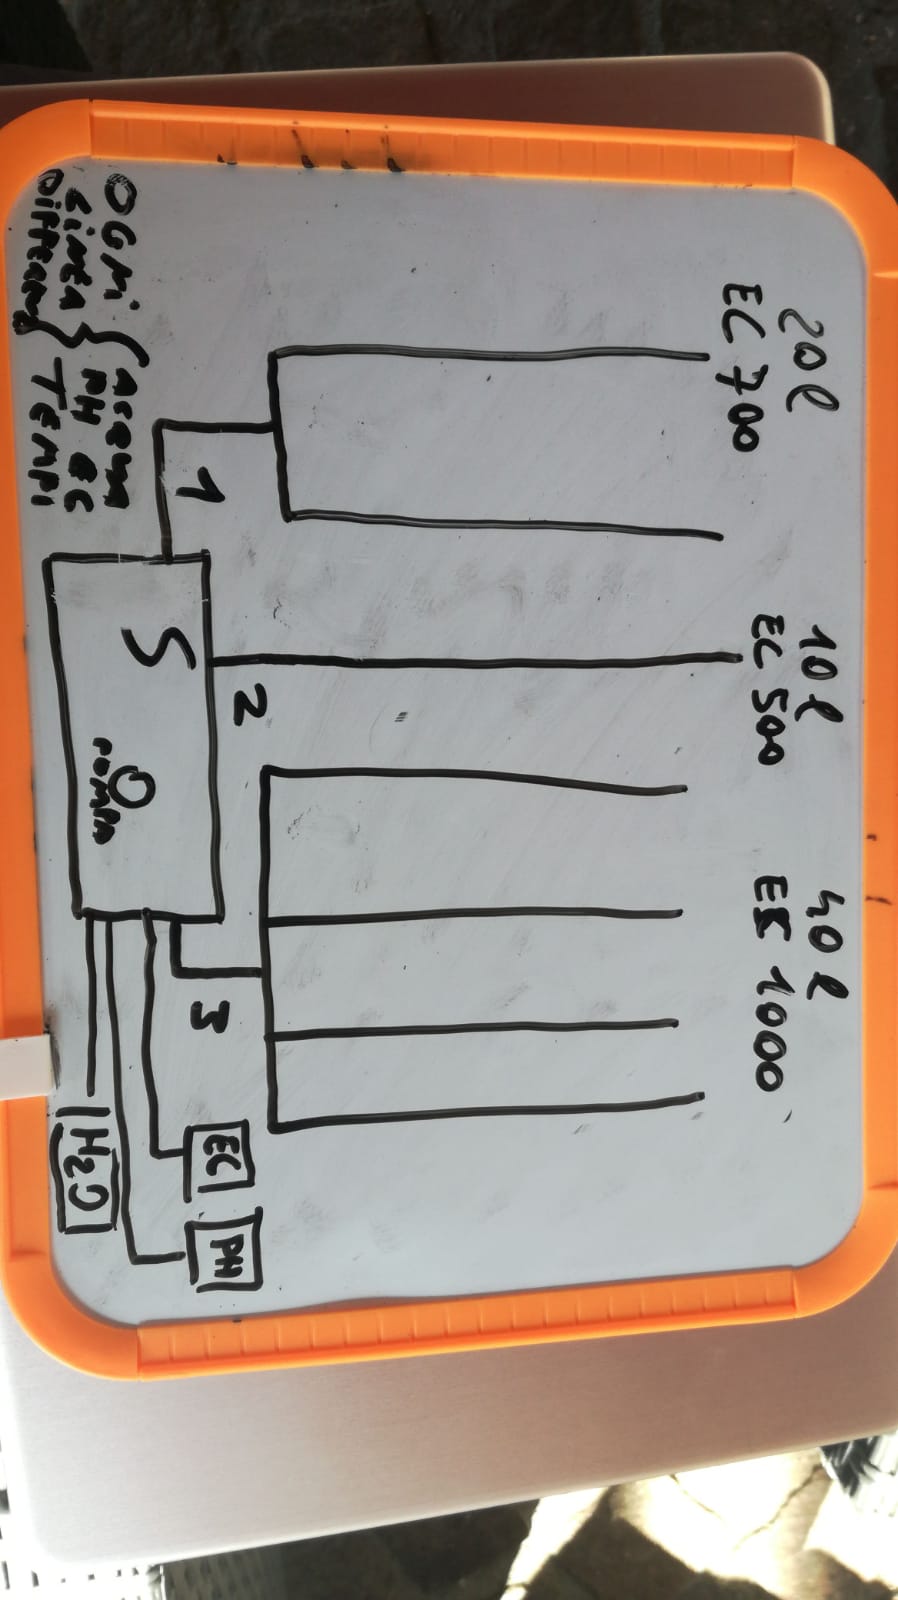 20l
EC 700
10l
EC 500
40l
EC 1000
1
2
3
S
POMPA
EC
PH
H2O
OGNI { ACQUA
LINEA { PH EC
DIFFERENTI TEMPI